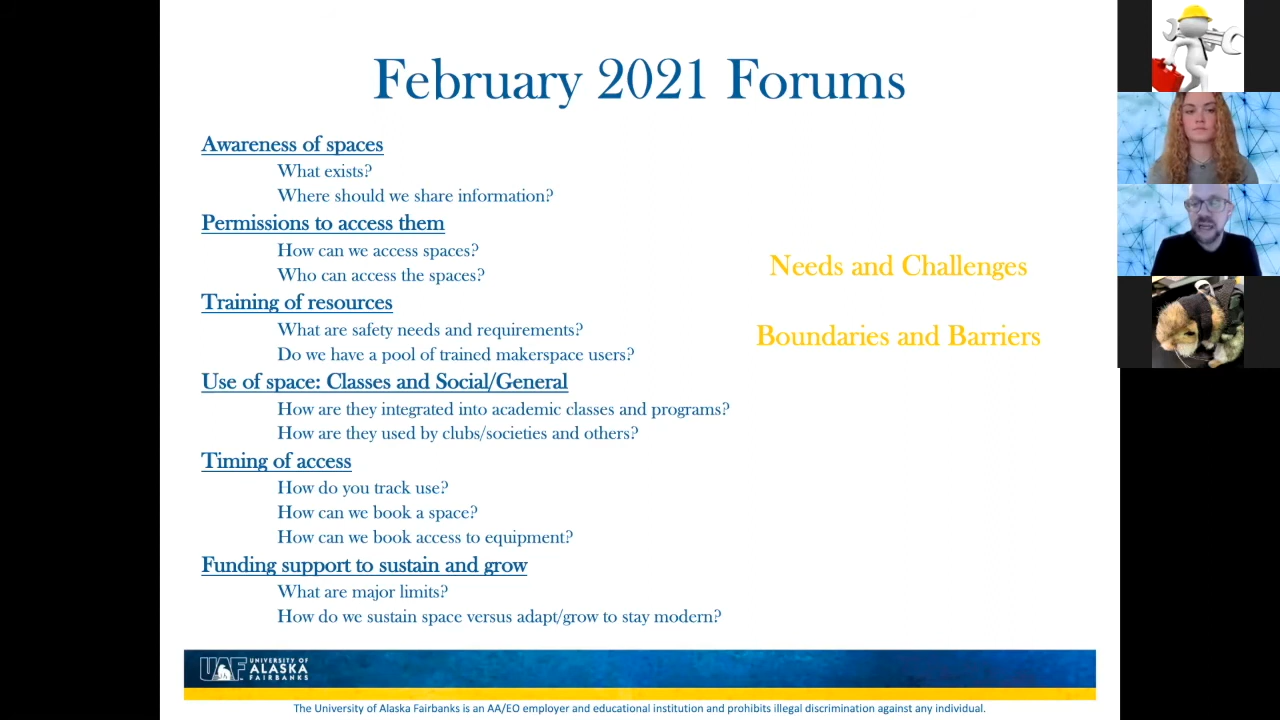 February 2021 Forums
Awareness of spaces
What exists?
Where should we share information?
Permissions to access them
How can we access spaces?
Who can access the spaces?
Training of resources
What are safety needs and requirements?
Do we have a pool of trained makerspace users?
Use of space: Classes and Social/General
How are they integrated into academic classes and programs?
How are they used by clubs/societies and others?
Timing of access
How do you track use?
How can we book a space?
How can we book access to equipment?
Funding support to sustain and grow
What are major limits?
How do we sustain space versus adapt/grow to stay modern?
Needs and Challenges
Boundaries and Barriers
UAF
UNIVERSITY OF
ALASKA
FAIRBANKS
The University of Alaska Fairbanks is an AA/EO employer and educational institution and prohibits illegal discrimination against any individual.